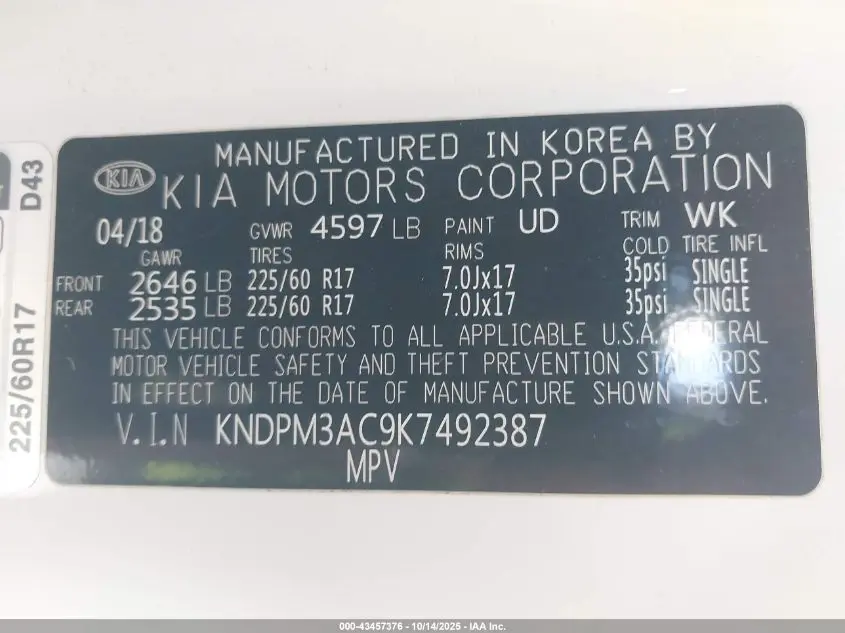 MANUFACTURED IN KOREA BY
KIA KIA MOTORS CORPORATION
04/18 GVWR 4597 LB PAINT UD TRIM WK
GAWR TIRES RIMS COLD TIRE INFL
FRONT 2646 LB 225/60 R17 7.0Jx17 35psi SINGLE
REAR 2535 LB 225/60 R17 7.0Jx17 35psi SINGLE
THIS VEHICLE CONFORMS TO ALL APPLICABLE U.S.A. FEDERAL
MOTOR VEHICLE SAFETY AND THEFT PREVENTION STANDARDS
IN EFFECT ON THE DATE OF MANUFACTURE SHOWN ABOVE.
V.I.N KNDPM3AC9K7492387
MPV
D43
225/60R17
000-43457376 - 10/14/2025 - IAA Inc.